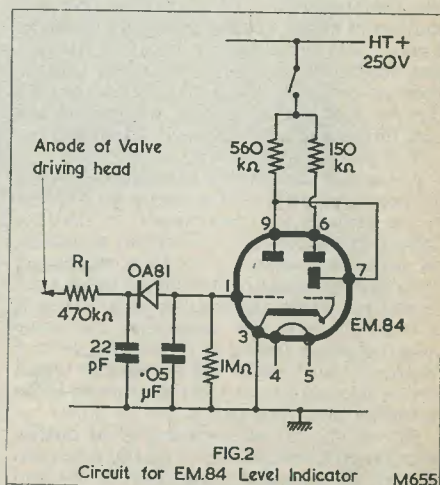 HT+
250V
560
kΩ
150
kΩ
Anode of Valve
driving head
R1
470kΩ
OA81
9
6
7
1
3
4
5
22
pF
.05
μF
1MΩ
EM.84
FIG.2
Circuit for EM.84 Level Indicator
M655